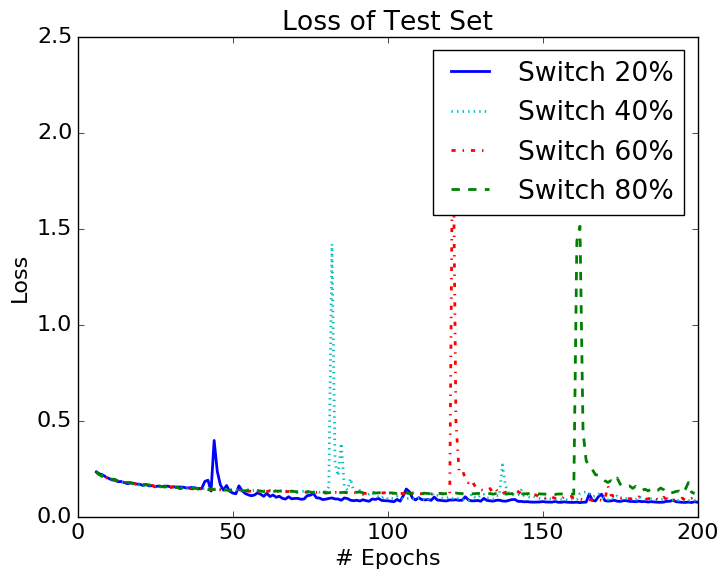 Loss of Test Set
2.5
2.0
1.5
1.0
0.5
0.0
Loss
Switch 20%
Switch 40%
Switch 60%
Switch 80%
0 50 100 150 200
# Epochs